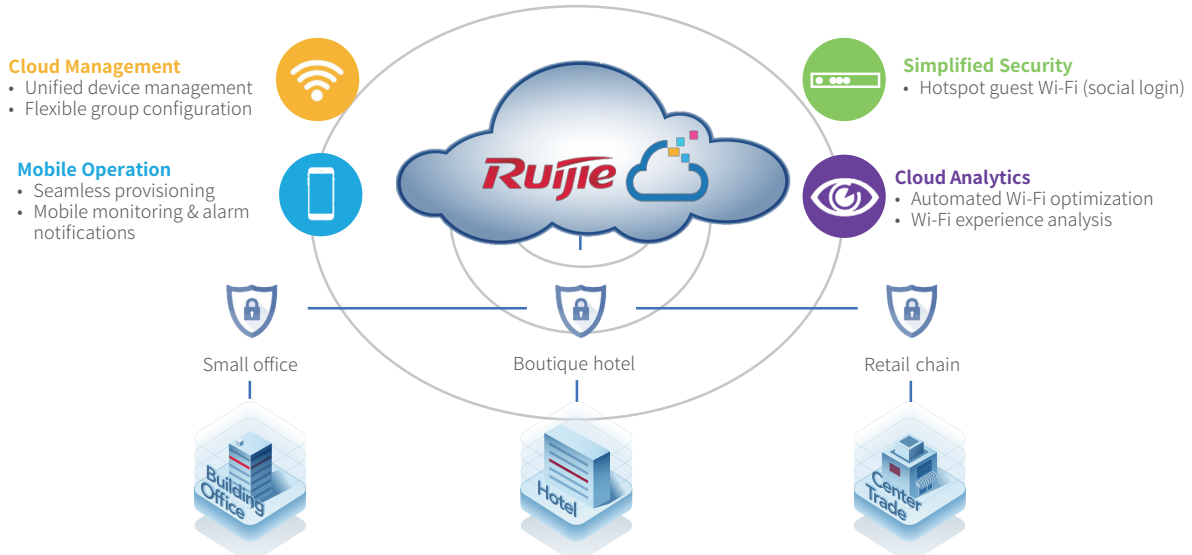 Cloud Management
• Unified device management
• Flexible group configuration
Mobile Operation
• Seamless provisioning
• Mobile monitoring & alarm
notifications
Ruijie
Simplified Security
• Hotspot guest Wi-Fi (social login)
Cloud Analytics
• Automated Wi-Fi optimization
• Wi-Fi experience analysis
Small office
Boutique hotel
Retail chain
Building
Office
Hotel
Center
Trade